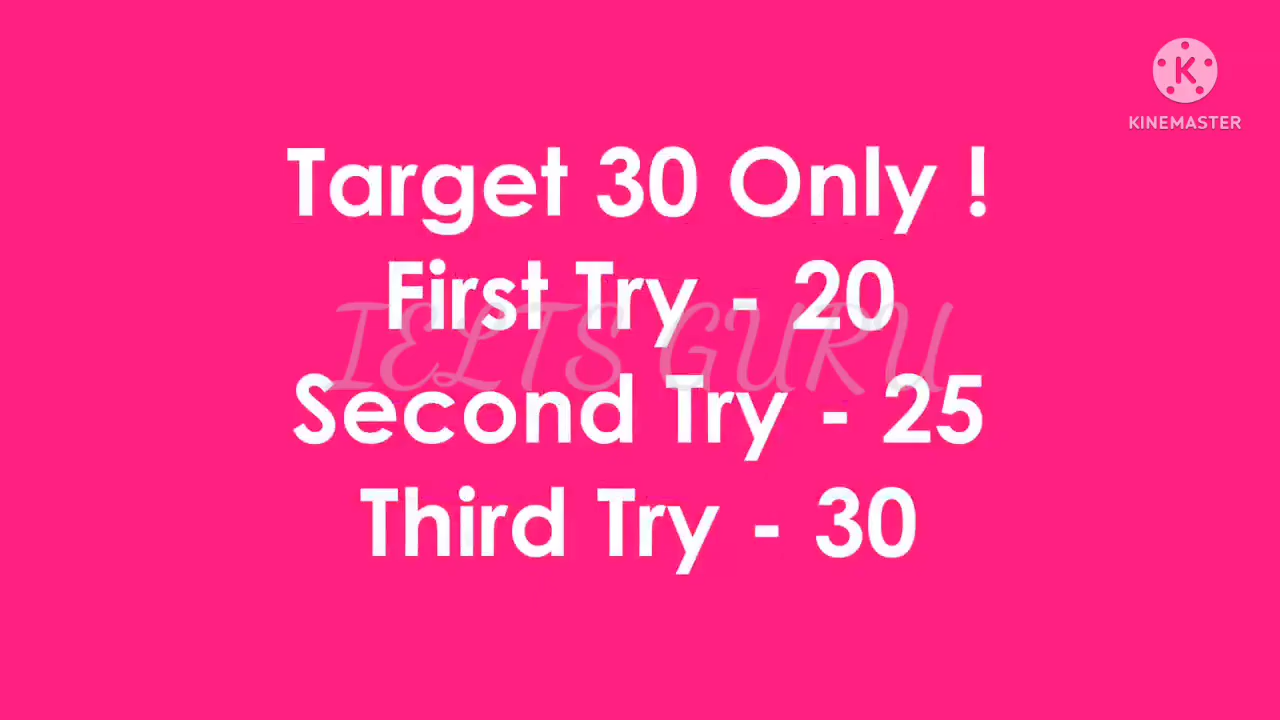 KINEMASTER
Target 30 Only !
First Try - 20
IELTS GURU
Second Try - 25
Third Try - 30